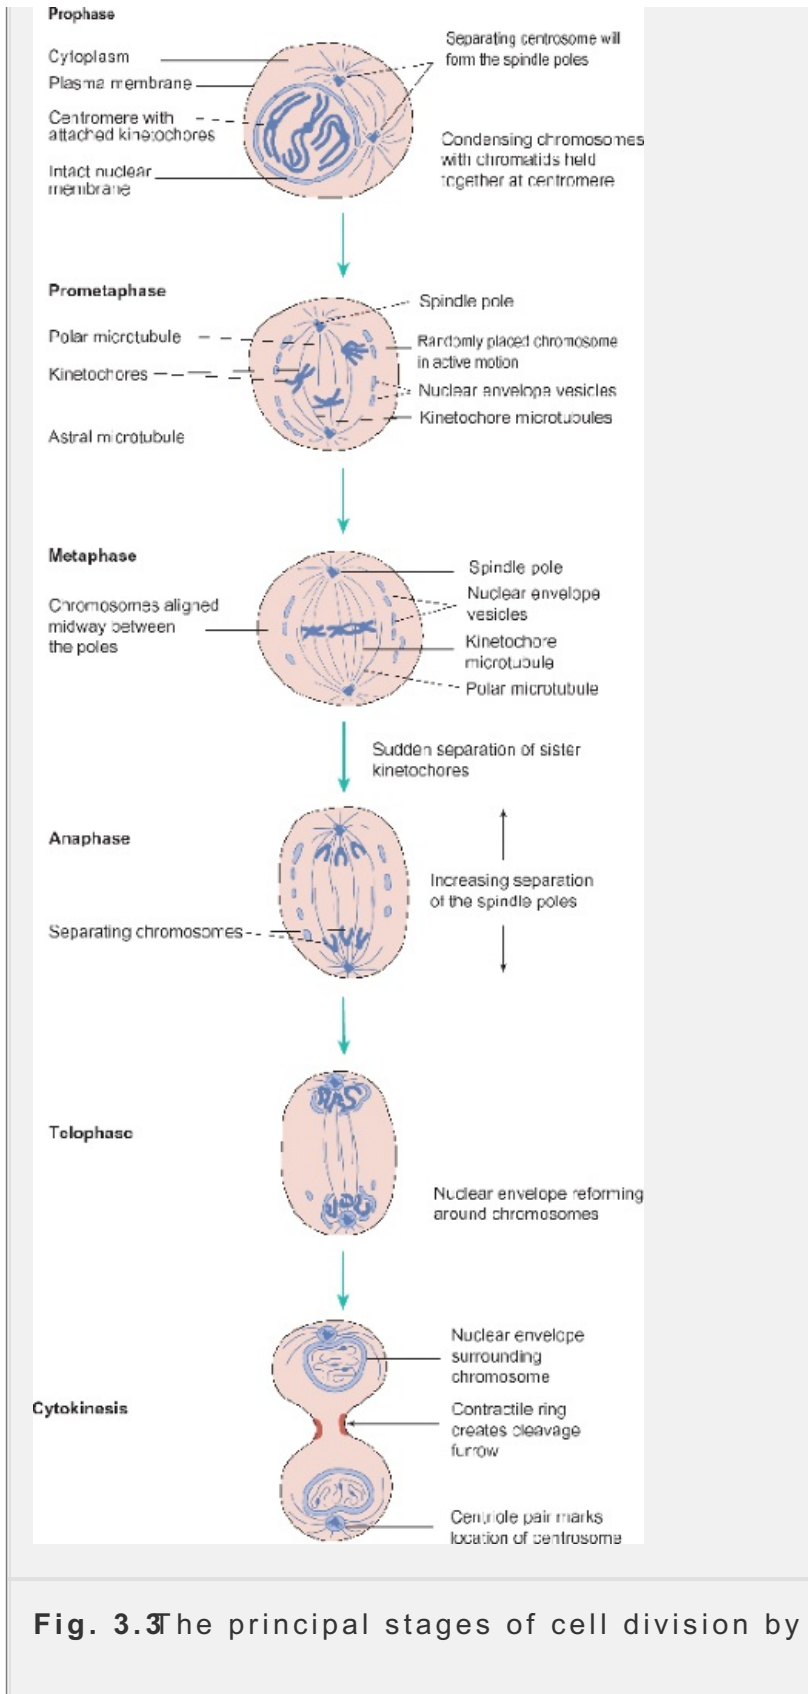 Prophase
Cytoplasm
Plasma membrane
Centromere with
attached kinetochores
Intact nuclear
membrane
Separating centrosome will
form the spindle poles
Condensing chromosomes
with chromatids held
together at centromere
Prometaphase
Polar microtubule
Kinetochores
Astral microtubule
Spindle pole
Randomly placed chromosome
in active motion
Nuclear envelope vesicles
Kinetochore microtubules
Metaphase
Chromosomes aligned
midway between
the poles
Spindle pole
Nuclear envelope
vesicles
Kinetochore
microtubule
Polar microtubule
Sudden separation of sister
kinetochores
Anaphase
Separating chromosomes
Increasing separation
of the spindle poles
Telophase
Nuclear envelope reforming
around chromosomes
Cytokinesis
Nuclear envelope
surrounding
chromosome
Contractile ring
creates cleavage
furrow
Centriole pair marks
location of centrosome
Fig. 3.3 The principal stages of cell division by